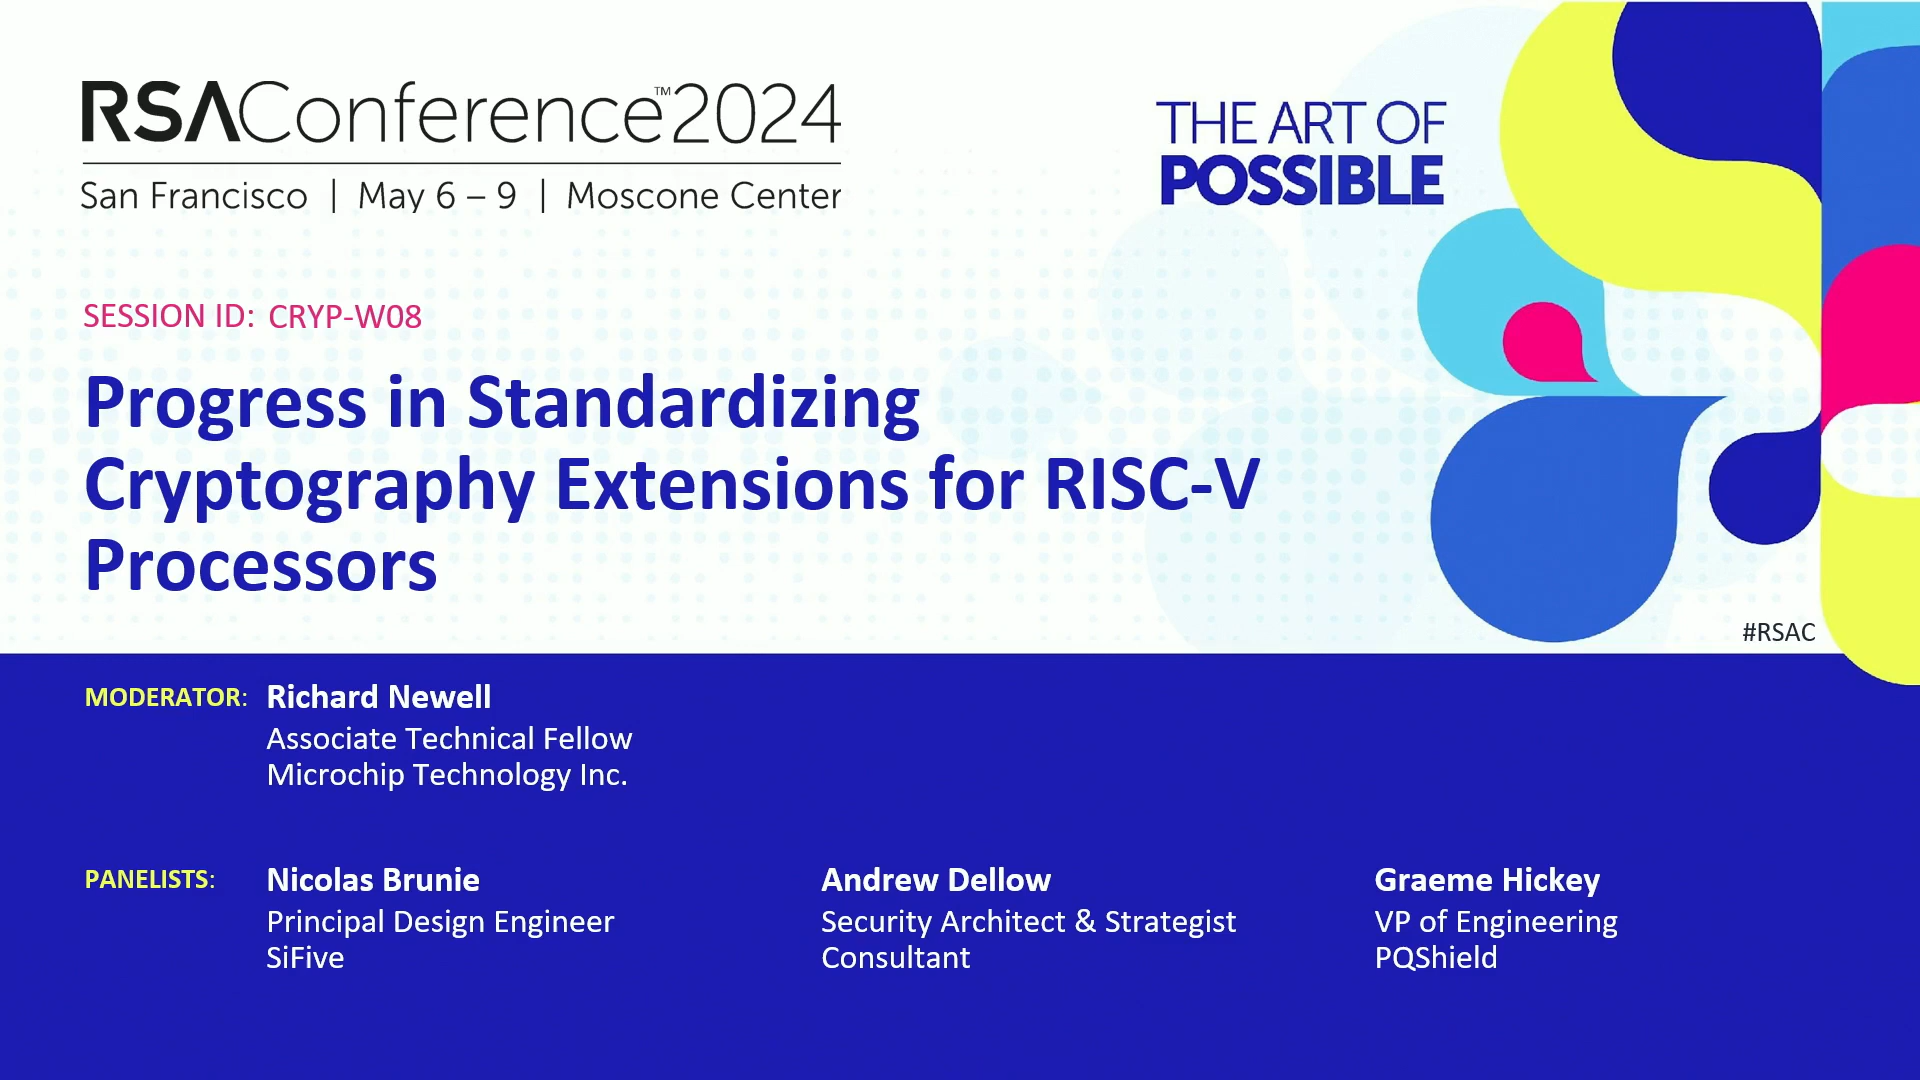 RSAConference™2024
San Francisco | May 6 – 9 | Moscone Center
THE ART OF
POSSIBLE
SESSION ID: CRYP-W08
Progress in Standardizing
Cryptography Extensions for RISC-V
Processors
#RSAC
MODERATOR: Richard Newell
Associate Technical Fellow
Microchip Technology Inc.
PANELISTS: Nicolas Brunie
Principal Design Engineer
SiFive
Andrew Dellow
Security Architect & Strategist
Consultant
Graeme Hickey
VP of Engineering
PQShield